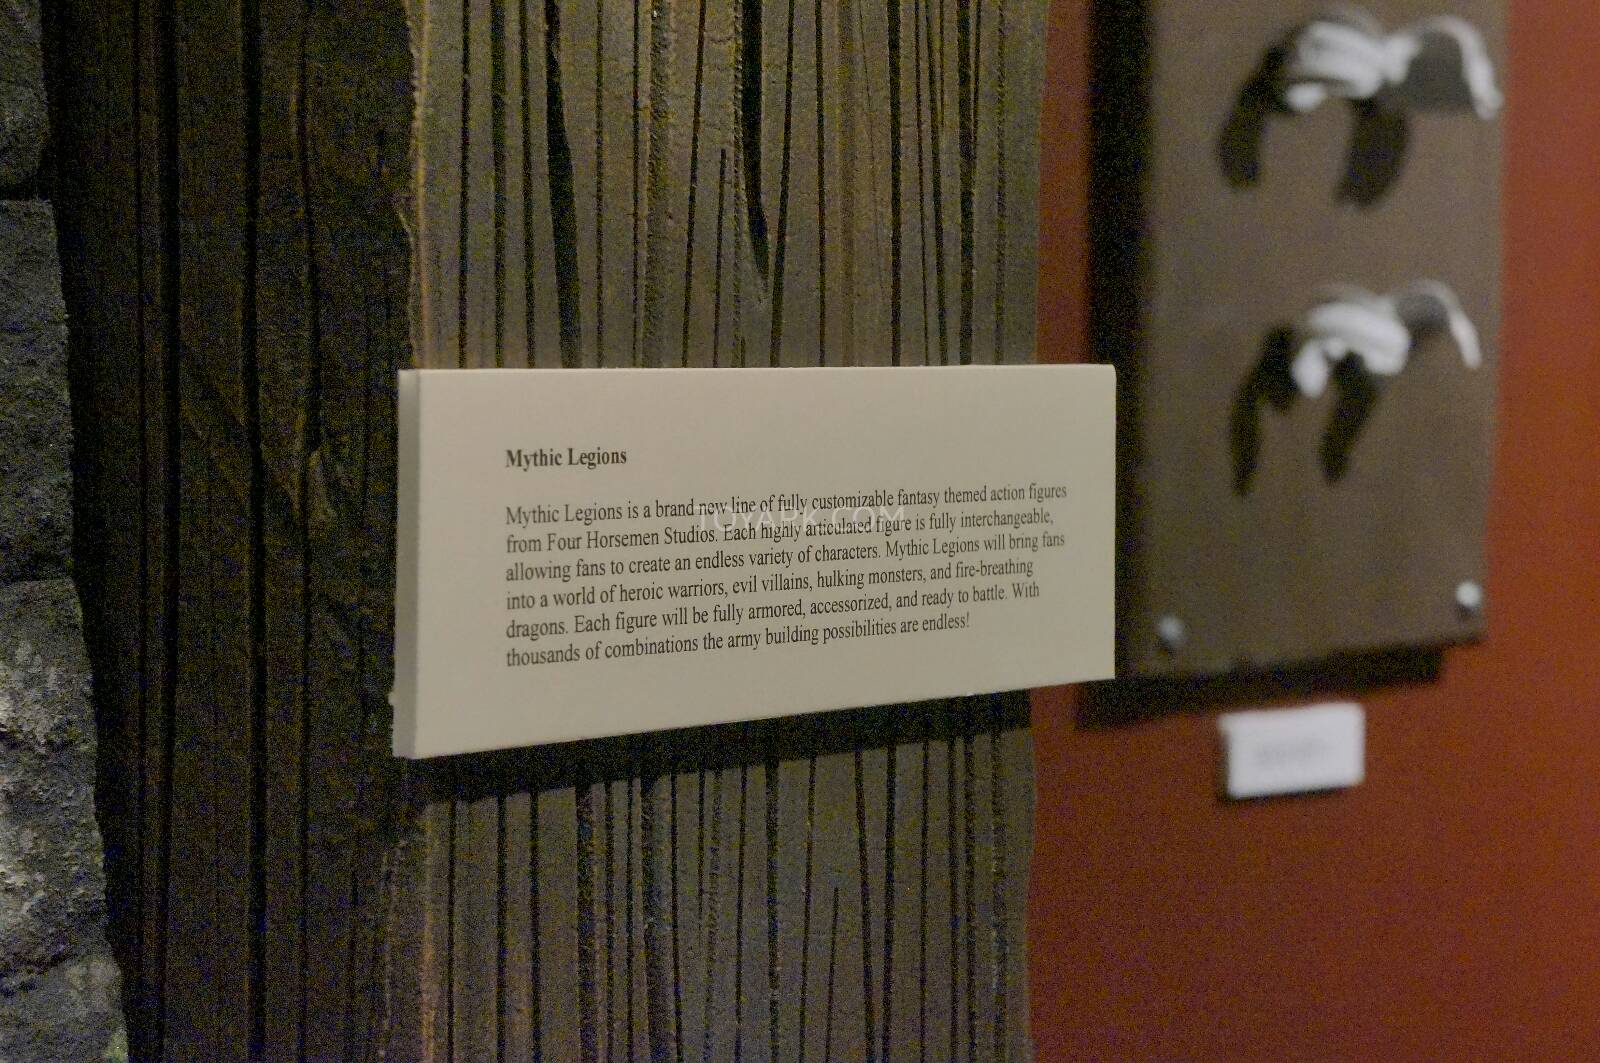 Mythic Legions
Mythic Legions is a brand new line of fully customizable fantasy themed action figures
from Four Horsemen Studios. Each highly articulated figure is fully interchangeable,
allowing fans to create an endless variety of characters. Mythic Legions will bring fans
into a world of heroic warriors, evil villains, hulking monsters, and fire-breathing
dragons. Each figure will be fully armored, accessorized, and ready to battle. With
thousands of combinations the army building possibilities are endless!
TOYARK.COM